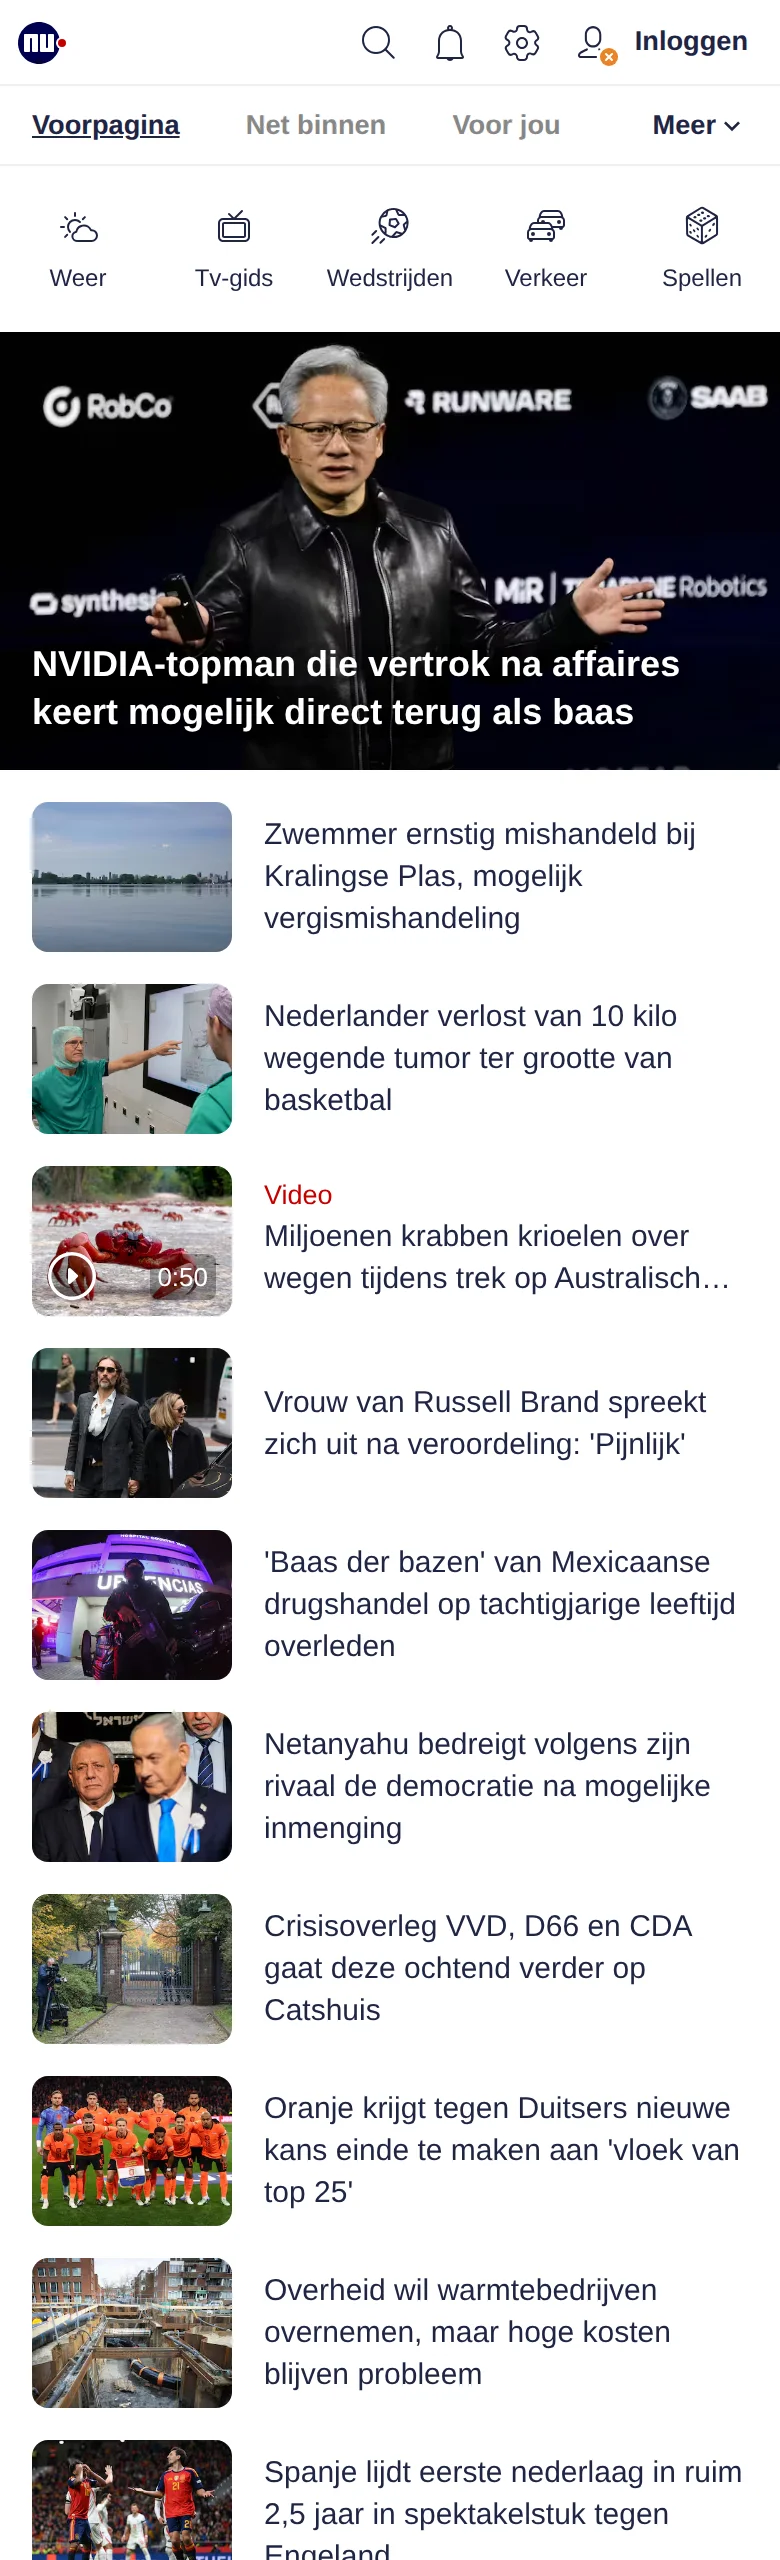 nu
Inloggen
Voorpagina
Net binnen
Voor jou
Meer
Weer
Tv-gids
Wedstrijden
Verkeer
Spellen
RobCo
RUNWARE
SAAB
synthesi
MiR
Robotics
NVIDIA-topman die vertrok na affaires
keert mogelijk direct terug als baas
Zwemmer ernstig mishandeld bij
Kralingse Plas, mogelijk
vergismishandeling
Nederlander verlost van 10 kilo
wegende tumor ter grootte van
basketbal
Video
Miljoenen krabben krioelen over
wegen tijdens trek op Australisch…
0:50
Vrouw van Russell Brand spreekt
zich uit na veroordeling: 'Pijnlijk'
'Baas der bazen' van Mexicaanse
drugshandel op tachtigjarige leeftijd
overleden
Netanyahu bedreigt volgens zijn
rivaal de democratie na mogelijke
inmenging
ישראל
Crisisoverleg VVD, D66 en CDA
gaat deze ochtend verder op
Catshuis
Oranje krijgt tegen Duitsers nieuwe
kans einde te maken aan 'vloek van
top 25'
Overheid wil warmtebedrijven
overnemen, maar hoge kosten
blijven probleem
Spanje lijdt eerste nederlaag in ruim
2,5 jaar in spektakelstuk tegen
Engeland
21